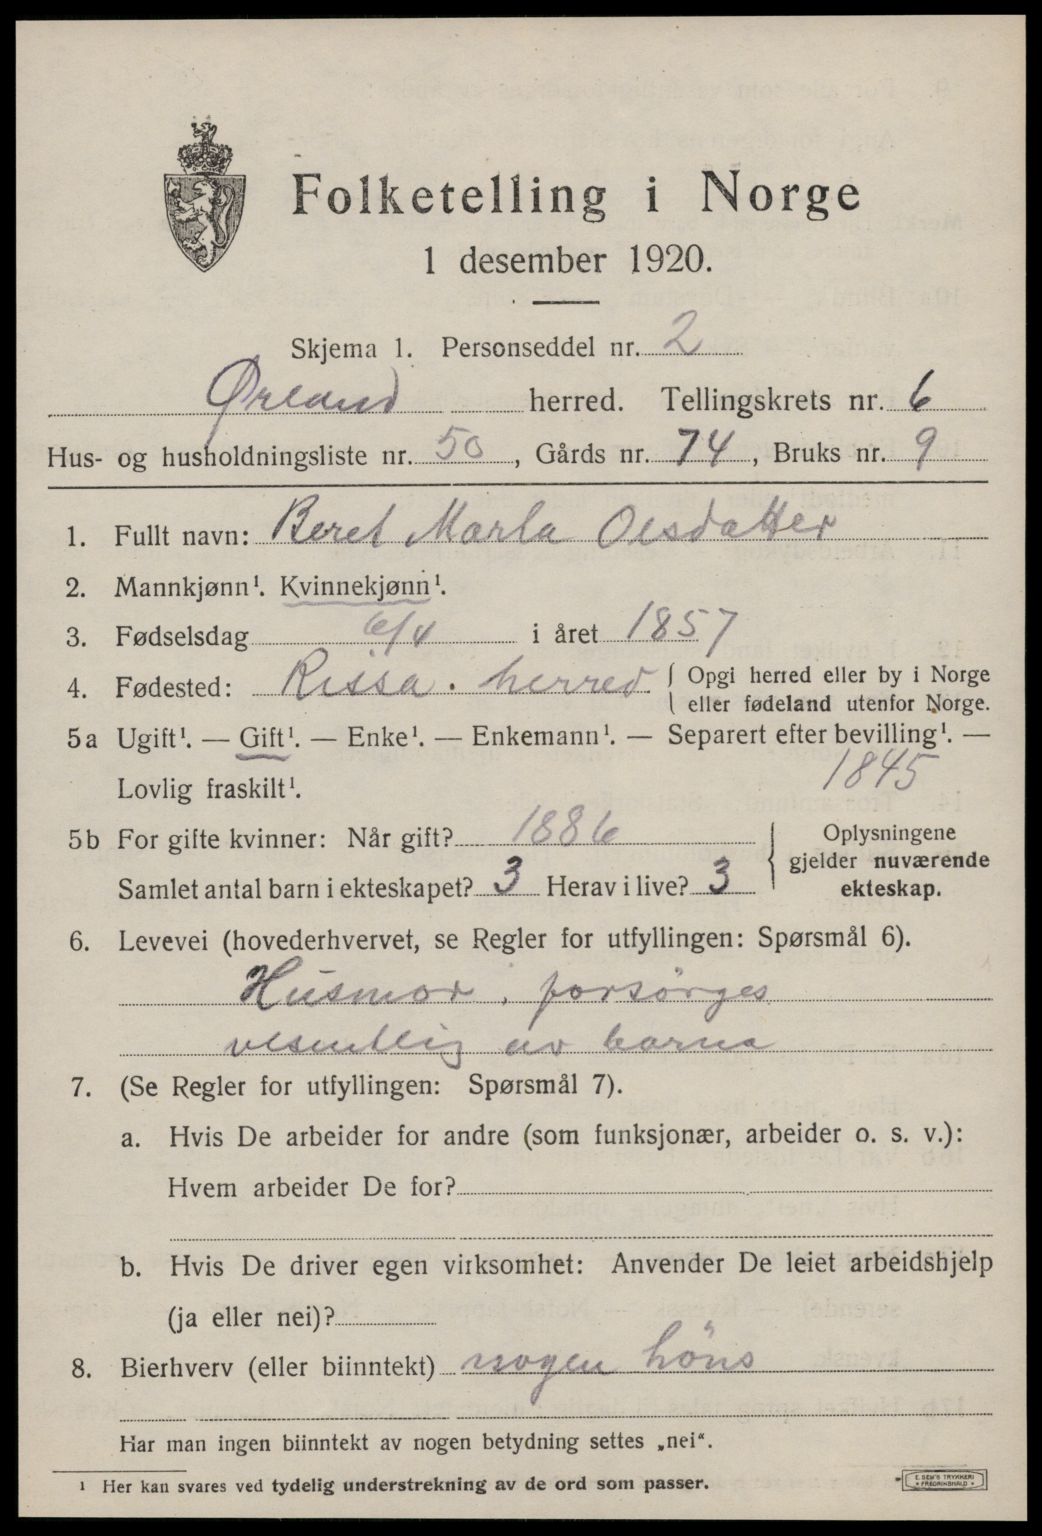 Folketelling i Norge
1 desember 1920.
Skjema 1. Personseddel nr. 2
Ørland herred. Tellingskrets nr. 6
Hus- og husholdningsliste nr. 50, Gårds nr. 74, Bruks nr. 9
1. Fullt navn: Beret Marta Olsdatter
2. Mannkjønn¹. Kvinnekjønn¹.
3. Fødselsdag 6/4 i året 1857
4. Fødested: Rissa. herred { Opgi herred eller by i Norge
eller fødeland utenfor Norge.
5a Ugift¹. — Gift¹. — Enke¹. — Enkemann¹. — Separert efter bevilling¹. —
Lovlig fraskilt¹. 1845
5b For gifte kvinner: Når gift? 1886
Samlet antal barn i ekteskapet? 3 Herav i live? 3
Oplysningene
gjelder nuværende
ekteskap.
6. Levevei (hovederhvervet, se Regler for utfyllingen: Spørsmål 6).
Husmor, forsørges
vesentlig av barna
7. (Se Regler for utfyllingen: Spørsmål 7).
a. Hvis De arbeider for andre (som funksjonær, arbeider o. s. v.):
Hvem arbeider De for?
b. Hvis De driver egen virksomhet: Anvender De leiet arbeidshjelp
(ja eller nei)?
8. Bierhverv (eller biinntekt) nogen höns
Har man ingen biinntekt av nogen betydning settes „nei“.
¹ Her kan svares ved tydelig understrekning av de ord som passer.
E. SEM'S TRYKKERI
• FREDRIKSHALD •